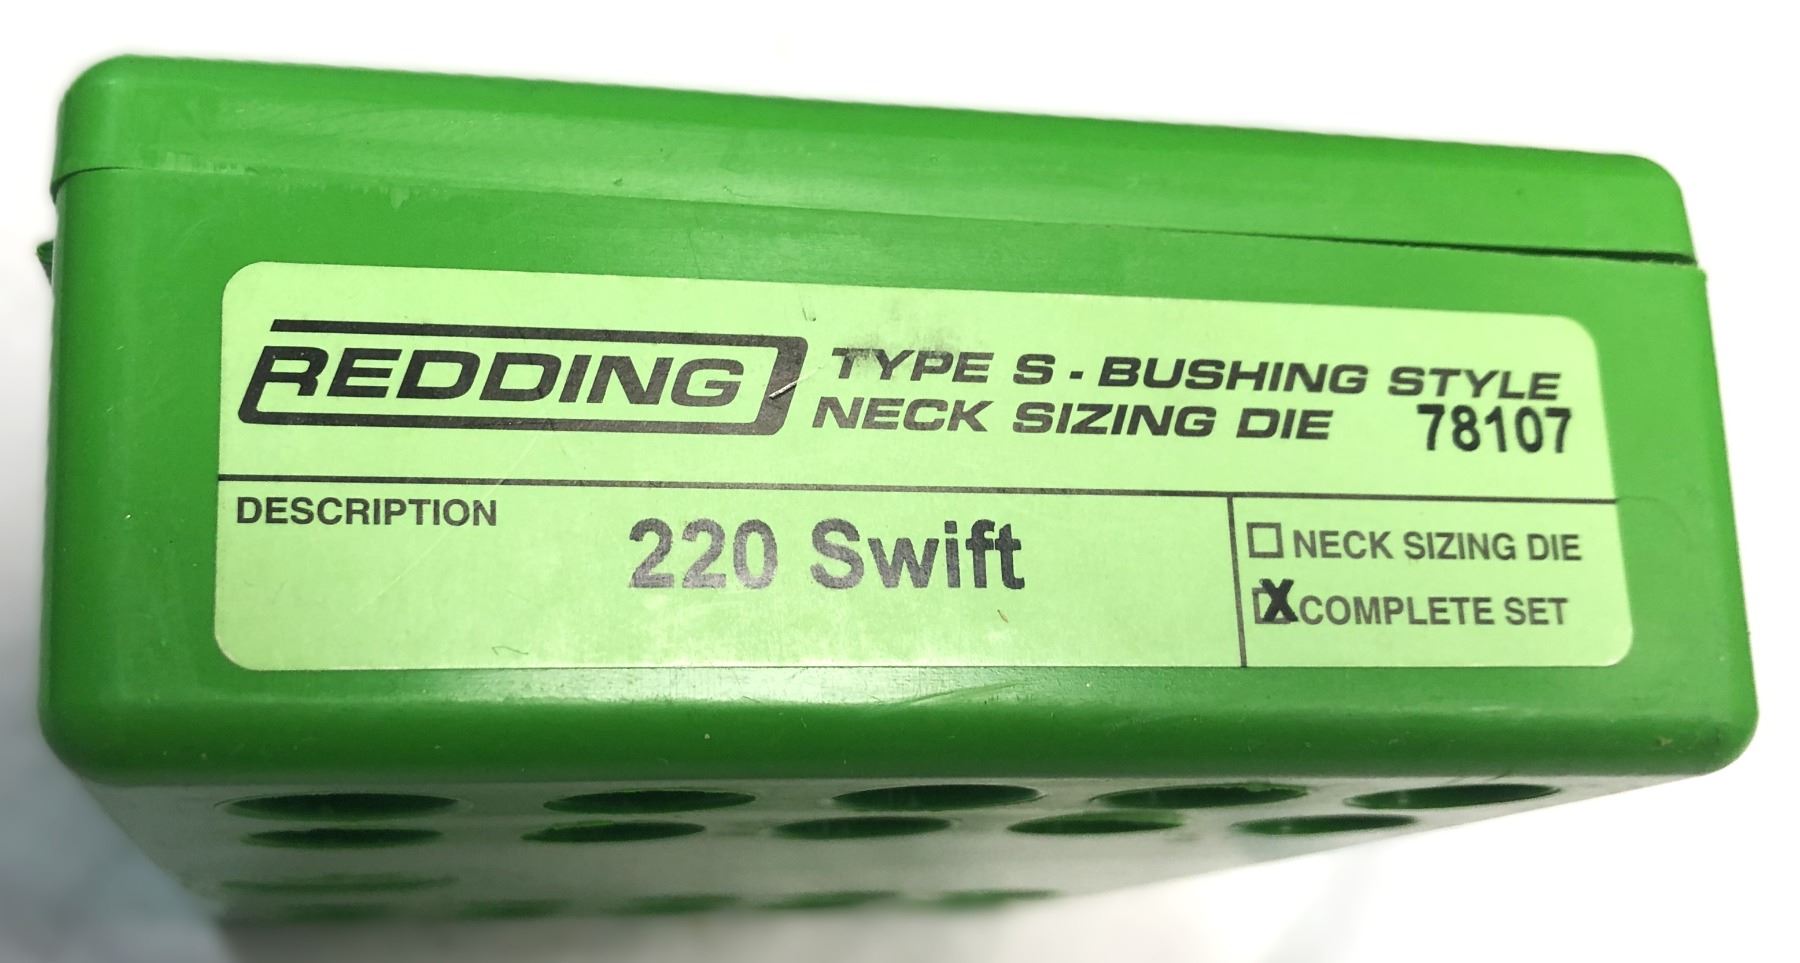 REDDING
TYPE S - BUSHING STYLE
NECK SIZING DIE 78107
DESCRIPTION
220 Swift
NECK SIZING DIE
X COMPLETE SET